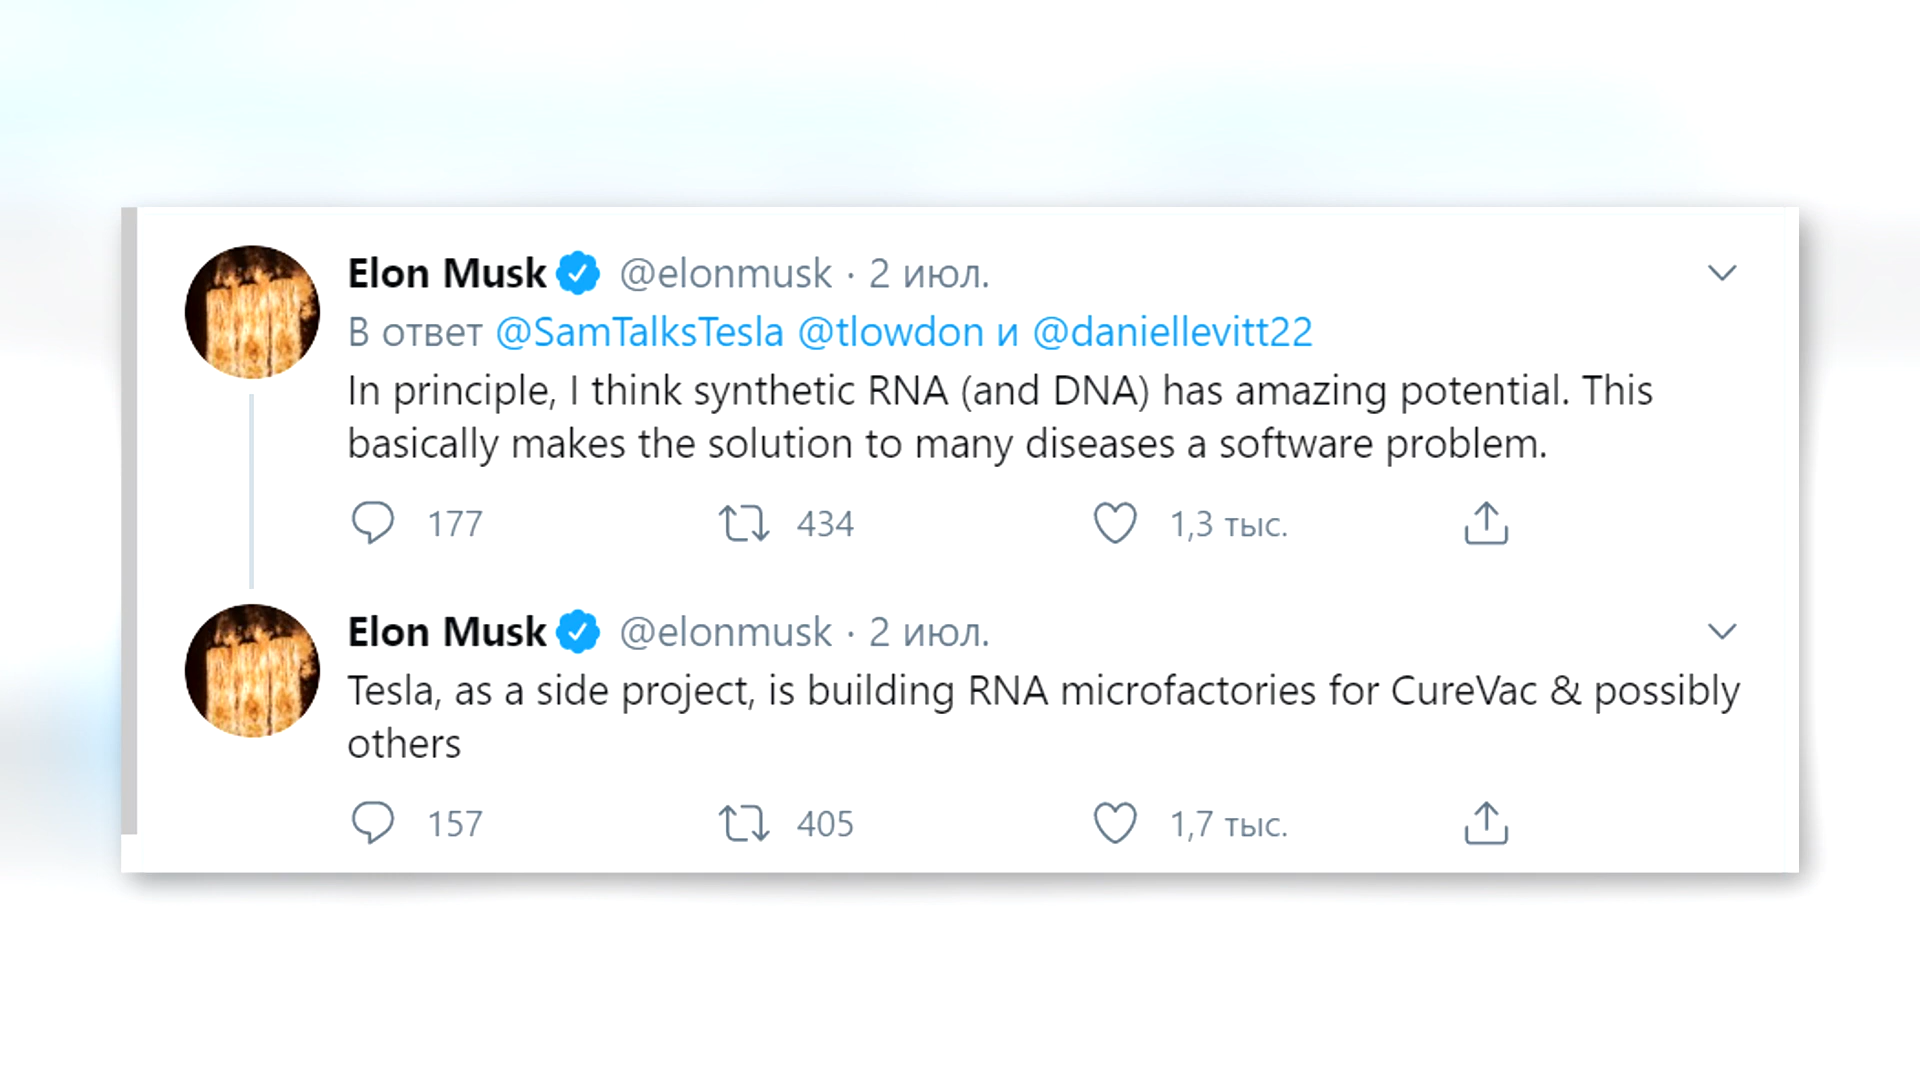 Elon Musk @elonmusk · 2 июл.
В ответ @SamTalksTesla @tlowdon и @daniellevitt22
In principle, I think synthetic RNA (and DNA) has amazing potential. This
basically makes the solution to many diseases a software problem.
177 434 1,3 тыс.
Elon Musk @elonmusk · 2 июл.
Tesla, as a side project, is building RNA microfactories for CureVac & possibly
others
157 405 1,7 тыс.